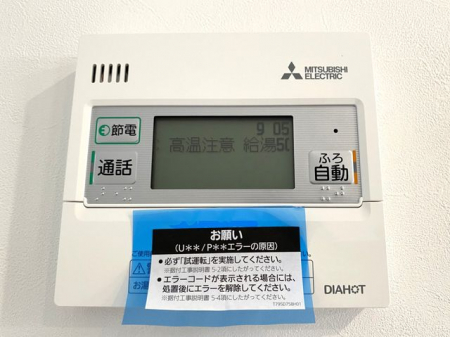 MITSUBISHI
ELECTRIC
節電
9 05
高温注意 給湯50
通話
ふろ
自動
お願い
(U**/P**エラーの原因)
●必ず「試運転」を実施してください。
※据付工事説明書 5-2項にしたがってください。
●エラーコードが表示される場合には、
処置後にエラーを解除してください。
※据付工事説明書 5-4項にしたがってください。
ご使用
お湯
DIAHOT